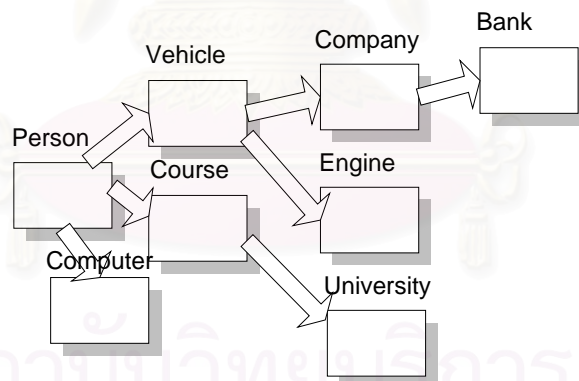 Bank
Company
Vehicle
Person
Engine
Course
Computer
University